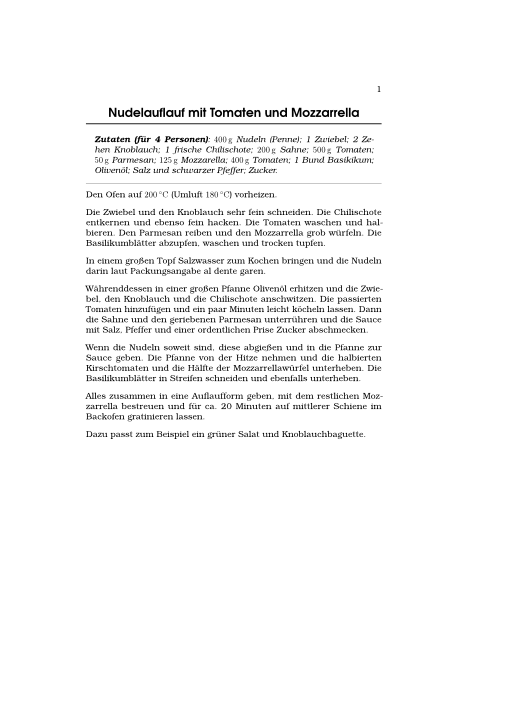 1
Nudelauflauf mit Tomaten und Mozzarrella
Zutaten (für 4 Personen): 400 g Nudeln (Penne); 1 Zwiebel; 2 Ze-
hen Knoblauch; 1 frische Chilischote; 200 g Sahne; 500 g Tomaten;
50 g Parmesan; 125 g Mozzarella; 400 g Tomaten; 1 Bund Basikikum;
Olivenöl; Salz und schwarzer Pfeffer; Zucker.
Den Ofen auf 200 °C (Umluft 180 °C) vorheizen.
Die Zwiebel und den Knoblauch sehr fein schneiden. Die Chilischote
entkernen und ebenso fein hacken. Die Tomaten waschen und hal-
bieren. Den Parmesan reiben und den Mozzarella grob würfeln. Die
Basilikumblätter abzupfen, waschen und trocken tupfen.
In einem großen Topf Salzwasser zum Kochen bringen und die Nudeln
darin laut Packungsangabe al dente garen.
Währenddessen in einer großen Pfanne Olivenöl erhitzen und die Zwie-
bel, den Knoblauch und die Chilischote anschwitzen. Die passierten
Tomaten hinzufügen und ein paar Minuten leicht köcheln lassen. Dann
die Sahne und den geriebenen Parmesan unterrühren und die Sauce
mit Salz, Pfeffer und einer ordentlichen Prise Zucker abschmecken.
Wenn die Nudeln soweit sind, diese abgießen und in die Pfanne zur
Sauce geben. Die Pfanne von der Hitze nehmen und die halbierten
Kirschtomaten und die Hälfte der Mozzarellawürfel unterheben. Die
Basilikumblätter in Streifen schneiden und ebenfalls unterheben.
Alles zusammen in eine Auflaufform geben, mit dem restlichen Moz-
zarella bestreuen und für ca. 20 Minuten auf mittlerer Schiene im
Backofen gratinieren lassen.
Dazu passt zum Beispiel ein grüner Salat und Knoblauchbaguette.